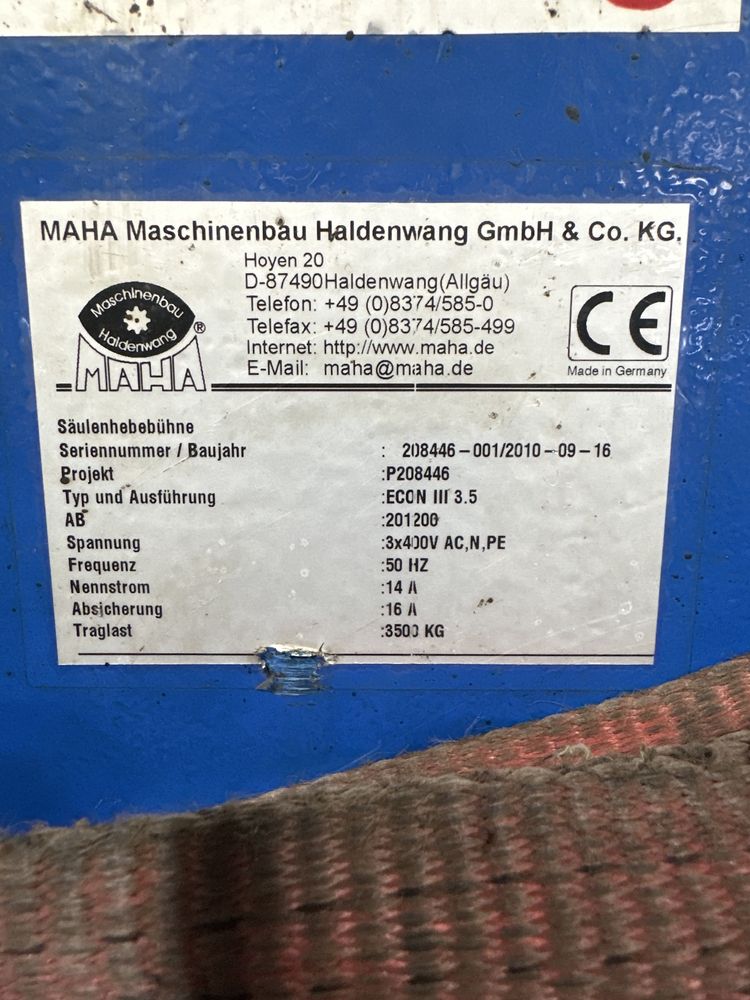 MAHA Maschinenbau Haldenwang GmbH & Co. KG.
Hoyen 20
D-87490Haldenwang(Allgäu)
Telefon: +49 (0)8374/585-0
Telefax: +49 (0)8374/585-499
Internet: http://www.maha.de
E-Mail: maha@maha.de
Maschinenbau
Haldenwang
MAHA ®
CE
Made in Germany
Säulenhebebühne
Seriennummer / Baujahr : 208446-001/2010-09-16
Projekt :P208446
Typ und Ausführung :ECON III 3.5
AB :201200
Spannung :3x400V AC,N,PE
Frequenz :50 HZ
Nennstrom :14 A
Absicherung :16 A
Traglast :3500 KG